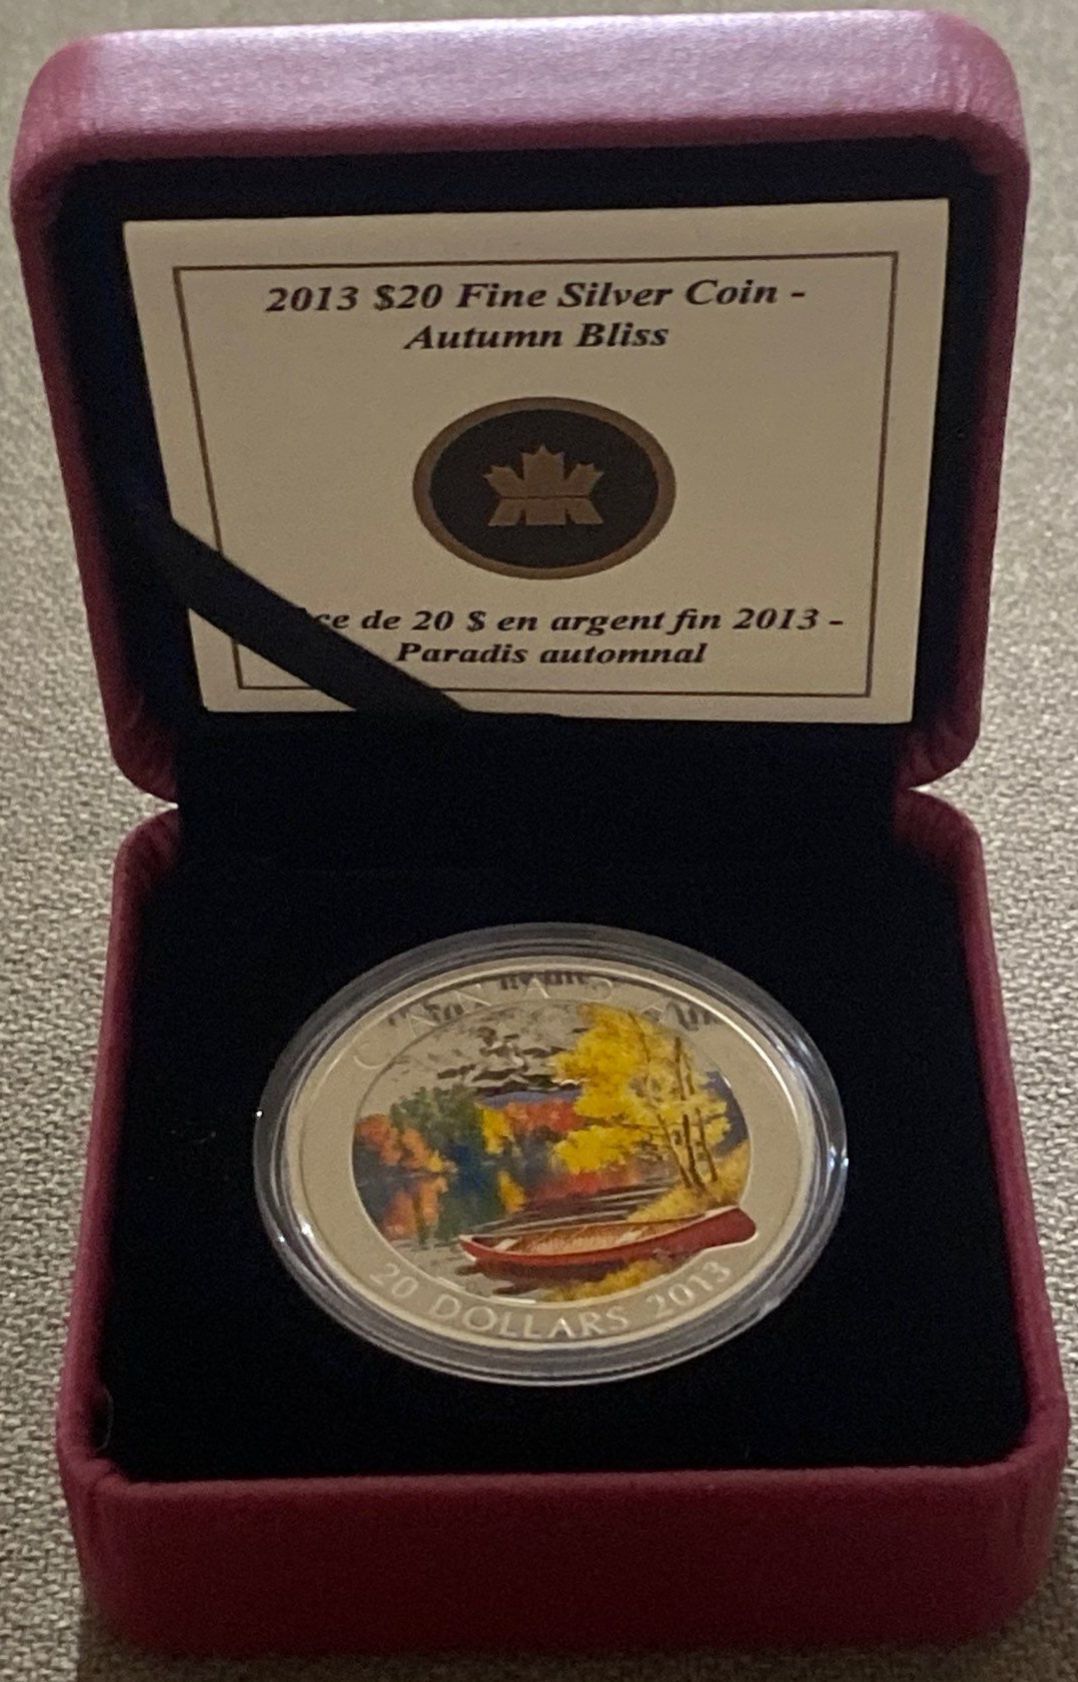 2013 $20 Fine Silver Coin -
Autumn Bliss
de 20 $ en argent fin 2013 -
Paradis automnal
CANADA
20 DOLLARS 2013